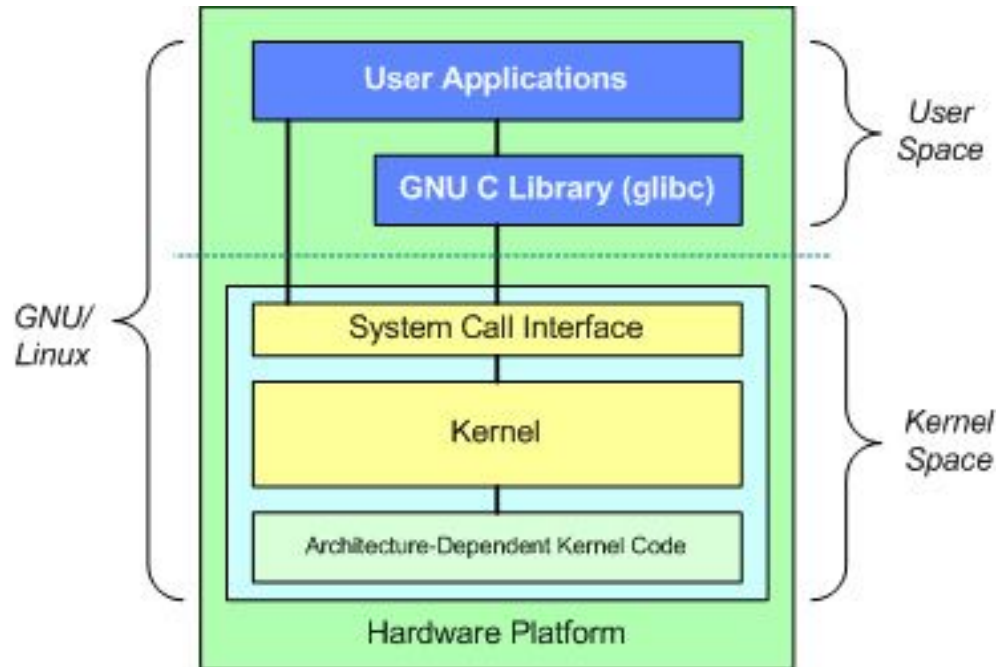 User Applications
User
Space
GNU C Library (glibc)
GNU/
Linux
System Call Interface
Kernel
Kernel
Space
Architecture-Dependent Kernel Code
Hardware Platform